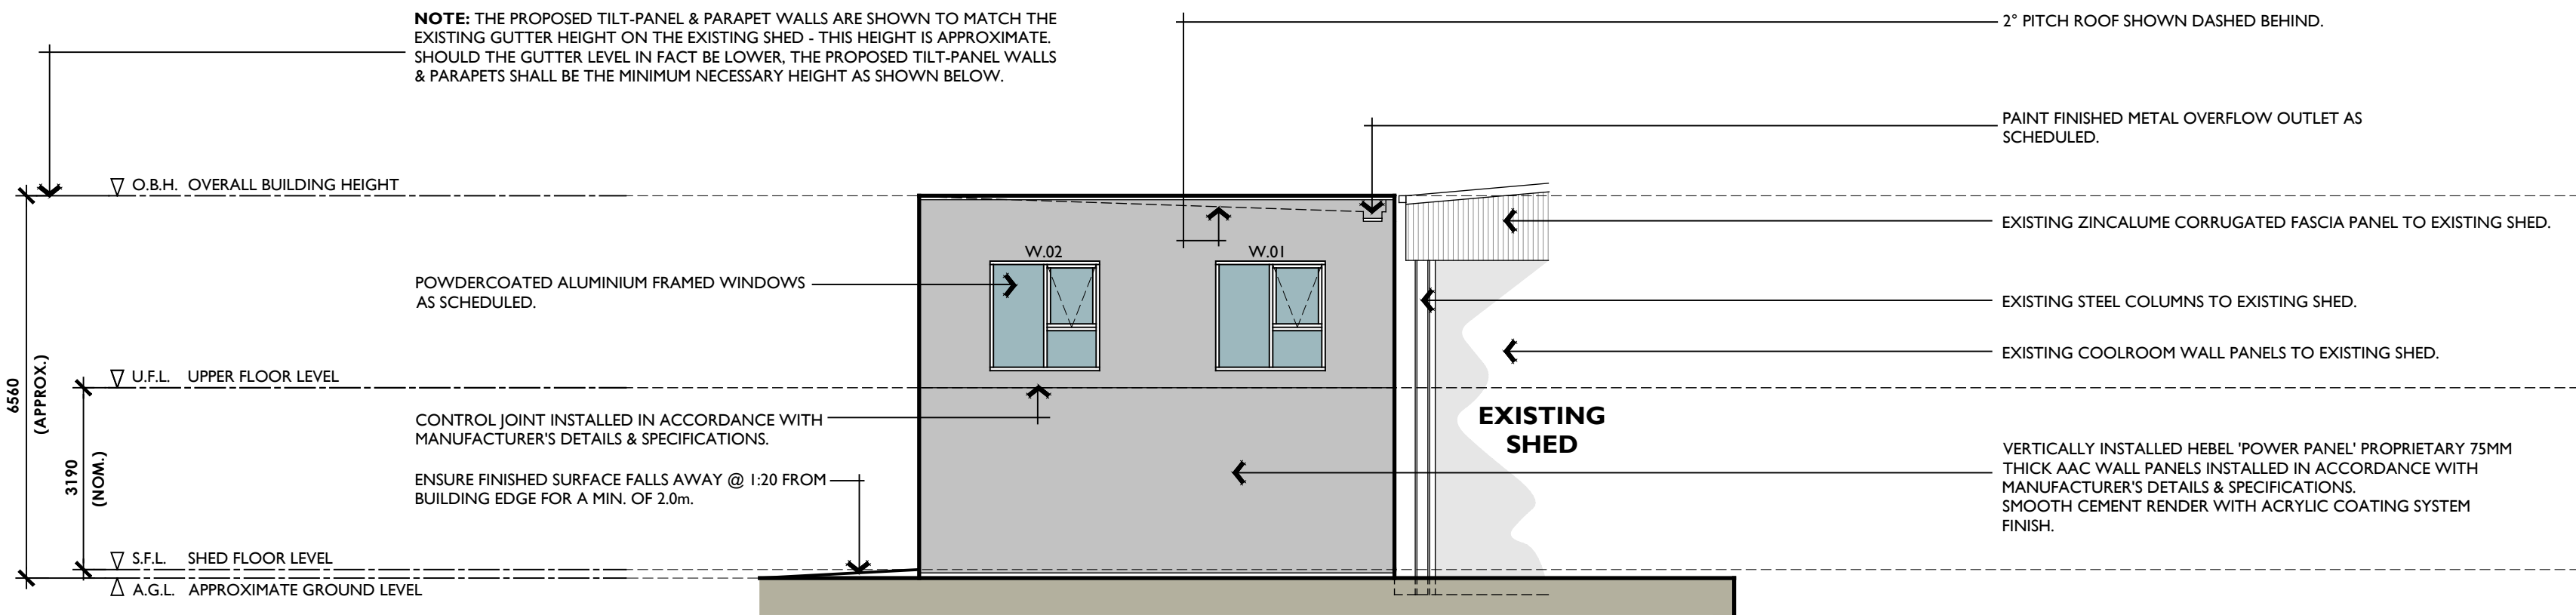 NOTE: THE PROPOSED TILT-PANEL & PARAPET WALLS ARE SHOWN TO MATCH THE
EXISTING GUTTER HEIGHT ON THE EXISTING SHED - THIS HEIGHT IS APPROXIMATE.
SHOULD THE GUTTER LEVEL IN FACT BE LOWER, THE PROPOSED TILT-PANEL WALLS
& PARAPETS SHALL BE THE MINIMUM NECESSARY HEIGHT AS SHOWN BELOW.
2° PITCH ROOF SHOWN DASHED BEHIND.
PAINT FINISHED METAL OVERFLOW OUTLET AS
SCHEDULED.
O.B.H. OVERALL BUILDING HEIGHT
EXISTING ZINCALUME CORRUGATED FASCIA PANEL TO EXISTING SHED.
W.02
W.01
POWDERCOATED ALUMINIUM FRAMED WINDOWS
AS SCHEDULED.
EXISTING STEEL COLUMNS TO EXISTING SHED.
EXISTING COOLROOM WALL PANELS TO EXISTING SHED.
U.F.L. UPPER FLOOR LEVEL
6560
(APPROX.)
CONTROL JOINT INSTALLED IN ACCORDANCE WITH
MANUFACTURER'S DETAILS & SPECIFICATIONS.
EXISTING
SHED
3190
(NOM.)
ENSURE FINISHED SURFACE FALLS AWAY @ 1:20 FROM
BUILDING EDGE FOR A MIN. OF 2.0m.
VERTICALLY INSTALLED HEBEL 'POWER PANEL' PROPRIETARY 75MM
THICK AAC WALL PANELS INSTALLED IN ACCORDANCE WITH
MANUFACTURER'S DETAILS & SPECIFICATIONS.
SMOOTH CEMENT RENDER WITH ACRYLIC COATING SYSTEM
FINISH.
S.F.L. SHED FLOOR LEVEL
A.G.L. APPROXIMATE GROUND LEVEL